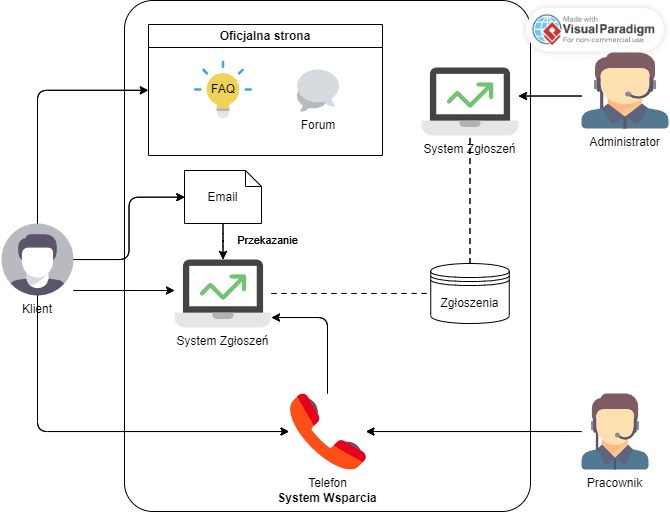 Made with
Visual Paradigm
For non-commercial use
Oficjalna strona
FAQ
Forum
System Zgłoszeń
Administrator
Email
Przekazanie
Klient
Zgłoszenia
System Zgłoszeń
Telefon
System Wsparcia
Pracownik